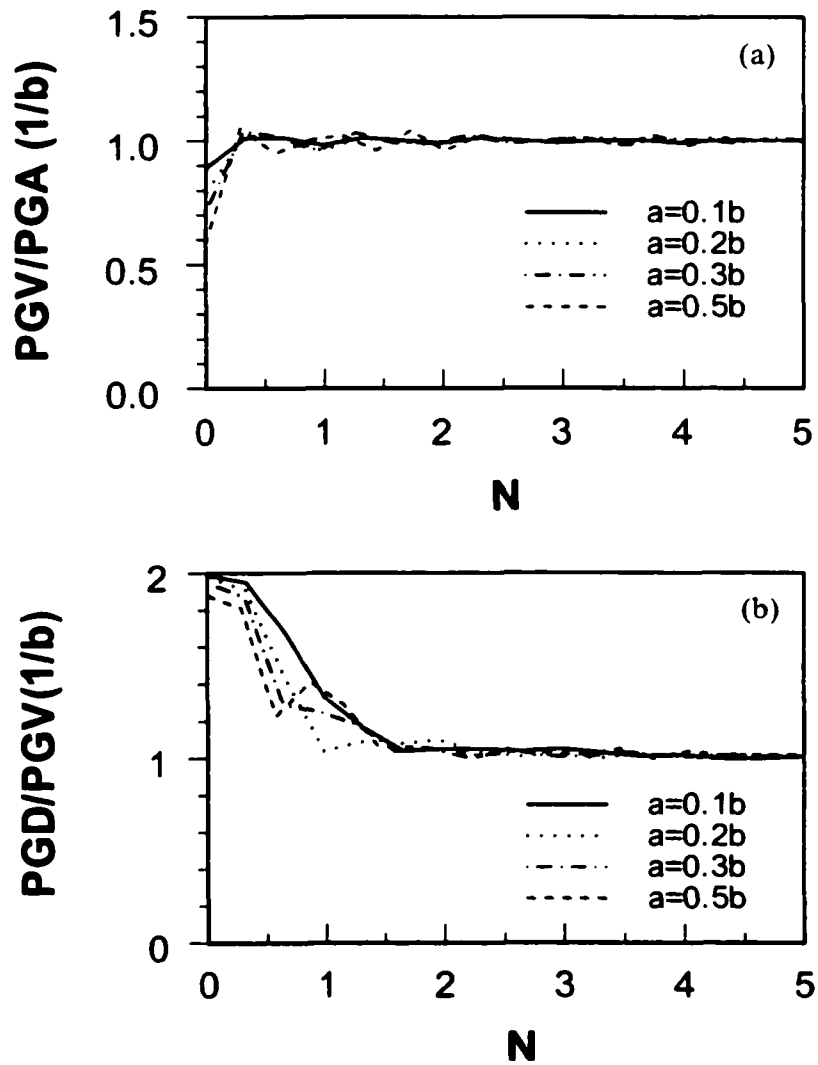 (a)
PGV/PGA (1/b)
1.5
1.0
0.5
0.0
a=0.1b
a=0.2b
a=0.3b
a=0.5b
0 1 2 3 4 5
N
(b)
PGD/PGV(1/b)
2
1
0
a=0.1b
a=0.2b
a=0.3b
a=0.5b
0 1 2 3 4 5
N